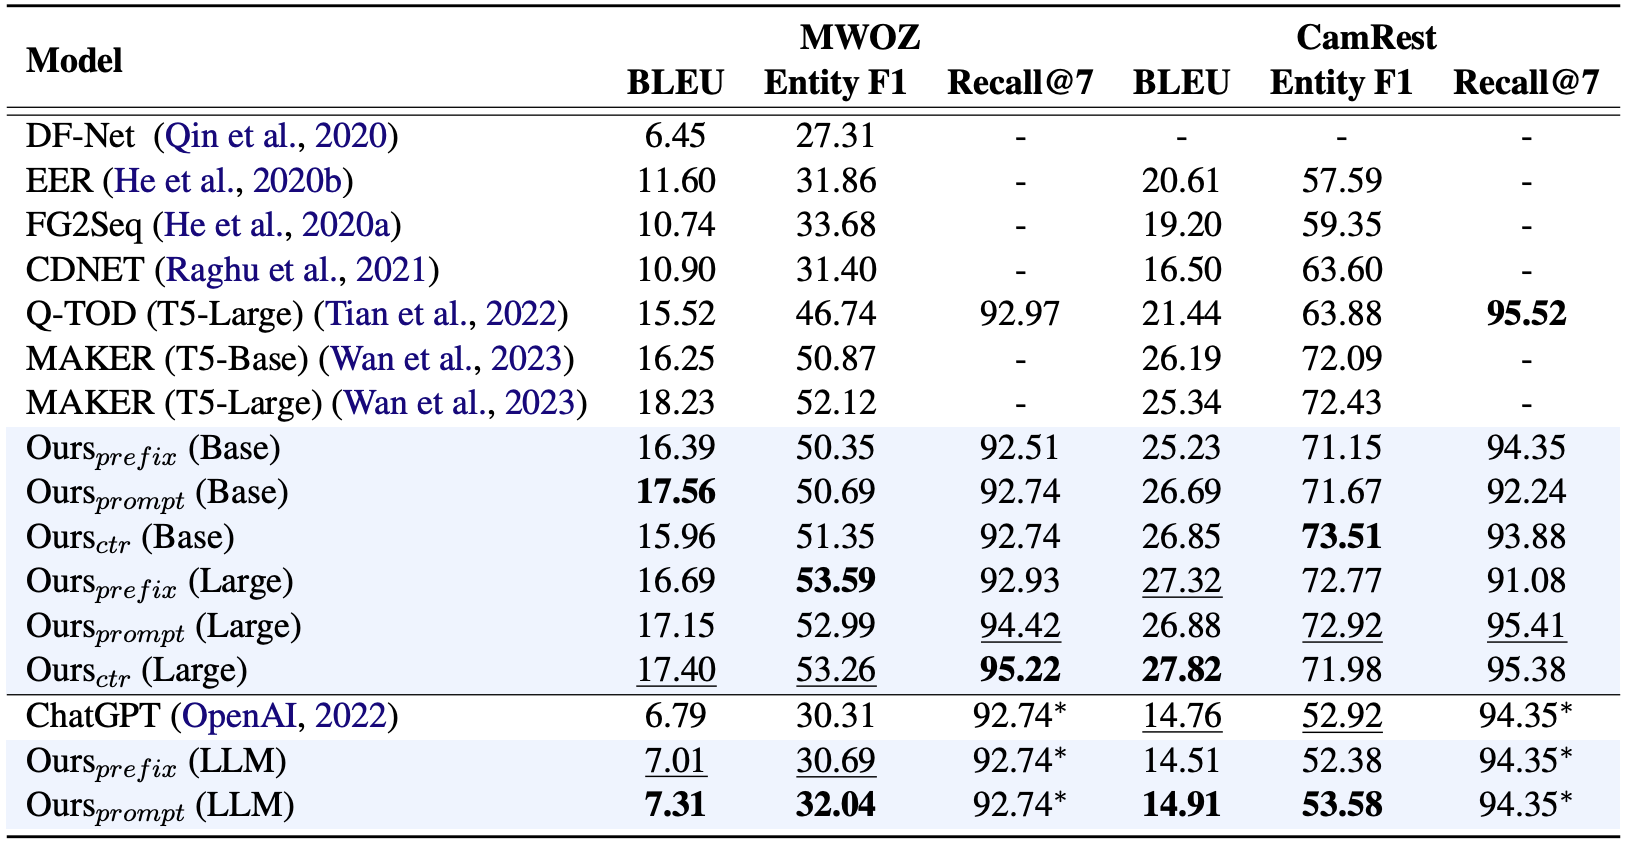 Model MWOZ CamRest
BLEU Entity F1 Recall@7 BLEU Entity F1 Recall@7
DF-Net (Qin et al., 2020) 6.45 27.31 - - - -
EER (He et al., 2020b) 11.60 31.86 - 20.61 57.59 -
FG2Seq (He et al., 2020a) 10.74 33.68 - 19.20 59.35 -
CDNET (Raghu et al., 2021) 10.90 31.40 - 16.50 63.60 -
Q-TOD (T5-Large) (Tian et al., 2022) 15.52 46.74 92.97 21.44 63.88 95.52
MAKER (T5-Base) (Wan et al., 2023) 16.25 50.87 - 26.19 72.09 -
MAKER (T5-Large) (Wan et al., 2023) 18.23 52.12 - 25.34 72.43 -
Ours prefix (Base) 16.39 50.35 92.51 25.23 71.15 94.35
Ours prompt (Base) 17.56 50.69 92.74 26.69 71.67 92.24
Ours ctr (Base) 15.96 51.35 92.74 26.85 73.51 93.88
Ours prefix (Large) 16.69 53.59 92.93 27.32 72.77 91.08
Ours prompt (Large) 17.15 52.99 94.42 26.88 72.92 95.41
Ours ctr (Large) 17.40 53.26 95.22 27.82 71.98 95.38
ChatGPT (OpenAI, 2022) 6.79 30.31 92.74* 14.76 52.92 94.35*
Ours prefix (LLM) 7.01 30.69 92.74* 14.51 52.38 94.35*
Ours prompt (LLM) 7.31 32.04 92.74* 14.91 53.58 94.35*